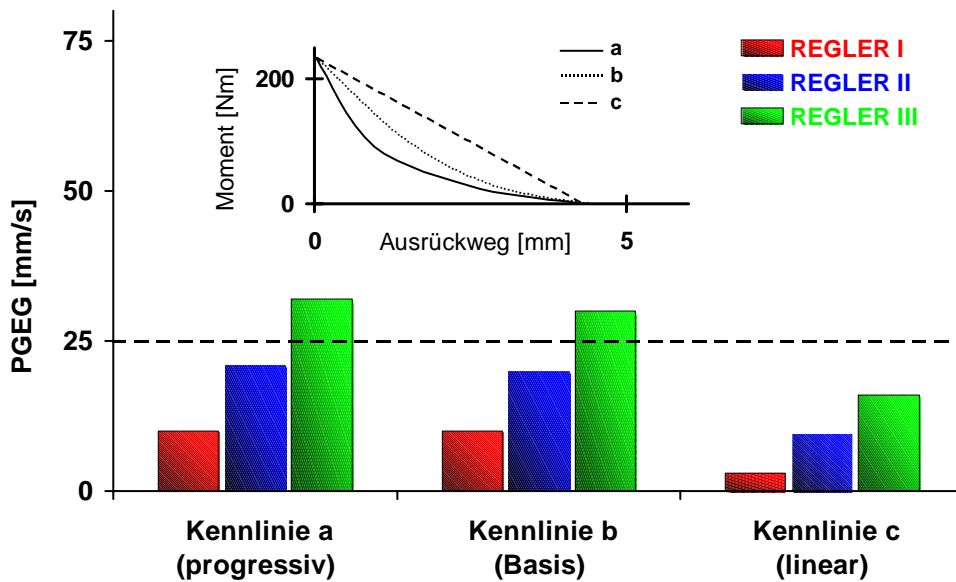 75
50
25
0
PGEG [mm/s]
200
0
Moment [Nm]
0
5
Ausrückweg [mm]
a
b
c
REGLER I
REGLER II
REGLER III
Kennlinie a
(progressiv)
Kennlinie b
(Basis)
Kennlinie c
(linear)